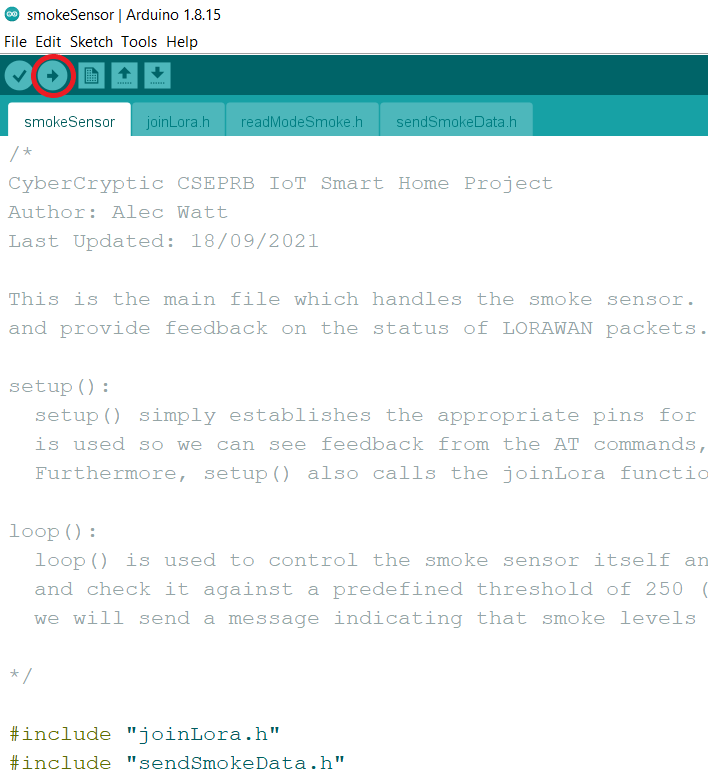 smokeSensor | Arduino 1.8.15
File Edit Sketch Tools Help
smokeSensor joinLora.h readModeSmoke.h sendSmokeData.h
/*
CyberCryptic CSEPRB IoT Smart Home Project
Author: Alec Watt
Last Updated: 18/09/2021
This is the main file which handles the smoke sensor.
and provide feedback on the status of LORAWAN packets.
setup():
setup() simply establishes the appropriate pins for
is used so we can see feedback from the AT commands,
Furthermore, setup() also calls the joinLora functio
loop():
loop() is used to control the smoke sensor itself an
and check it against a predefined threshold of 250 (
we will send a message indicating that smoke levels
*/
#include "joinLora.h"
#include "sendSmokeData.h"